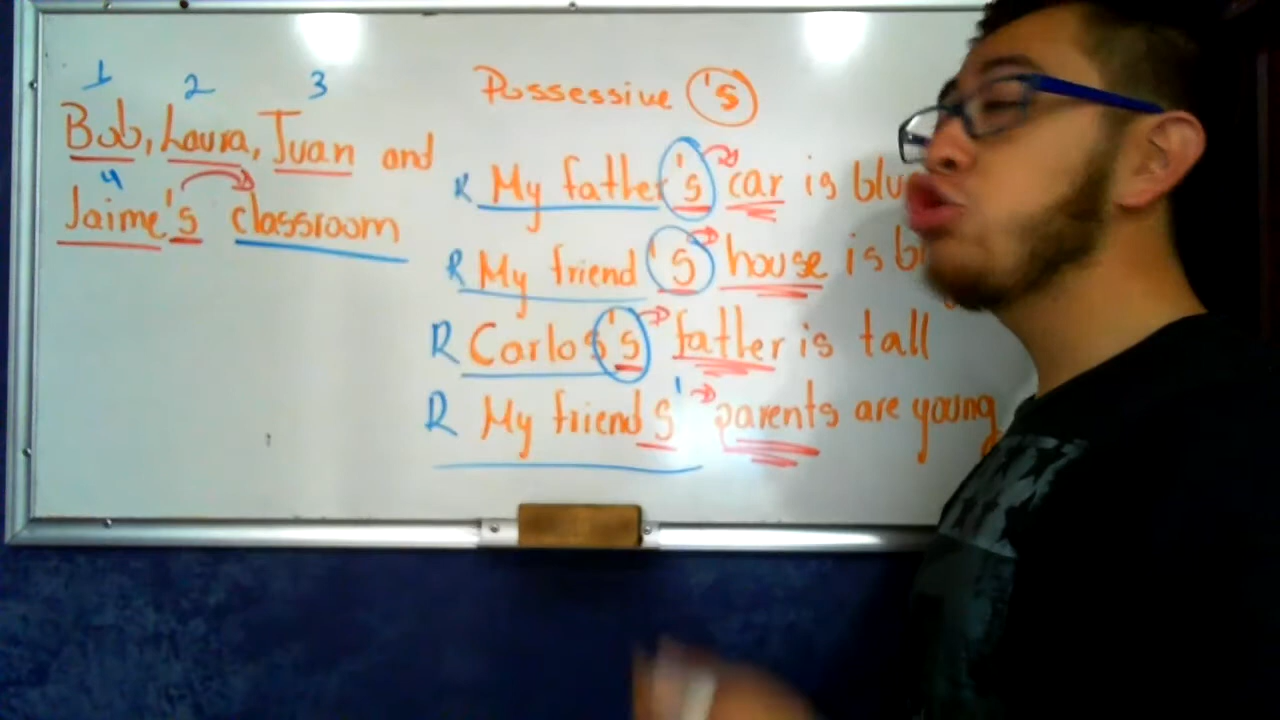 1 2 3
Bob, Laura, Juan and
4
Jaime's classroom
Possessive 's
R My father's car is
R My friend's house is
R Carlos's father is tall
R My friends' parents are young